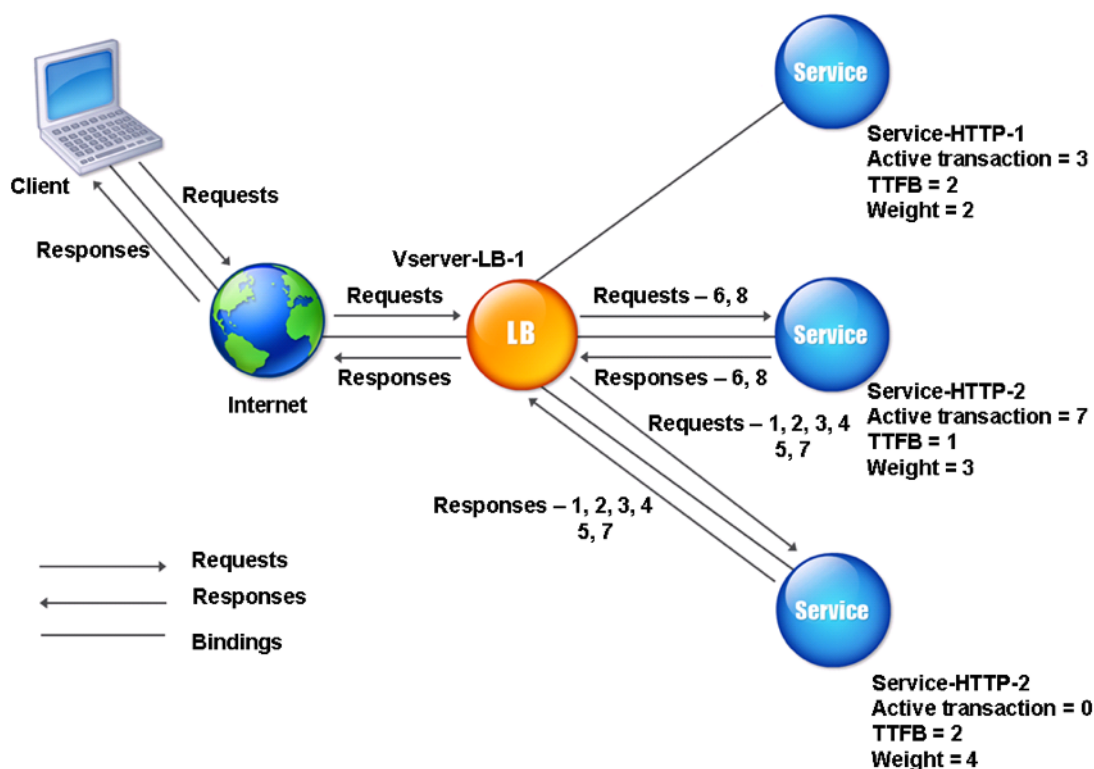 Service
Service-HTTP-1
Active transaction = 3
TTFB = 2
Weight = 2
Client
Requests
Responses
Vserver-LB-1
Requests
LB
Responses
Internet
Requests – 6, 8
Responses – 6, 8
Service
Service-HTTP-2
Active transaction = 7
TTFB = 1
Weight = 3
Requests – 1, 2, 3, 4
5, 7
Responses – 1, 2, 3, 4
5, 7
Requests
Responses
Bindings
Service
Service-HTTP-2
Active transaction = 0
TTFB = 2
Weight = 4